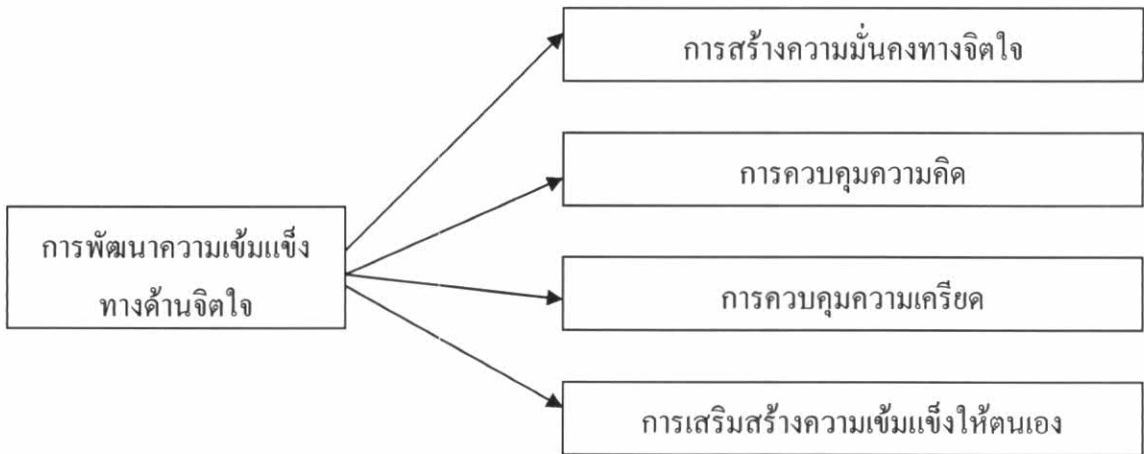 การสร้างความมั่นคงทางจิตใจ
การควบคุมความคิด
การพัฒนาความเข้มแข็ง
ทางด้านจิตใจ
การควบคุมความเครียด
การเสริมสร้างความเข้มแข็งให้ตนเอง